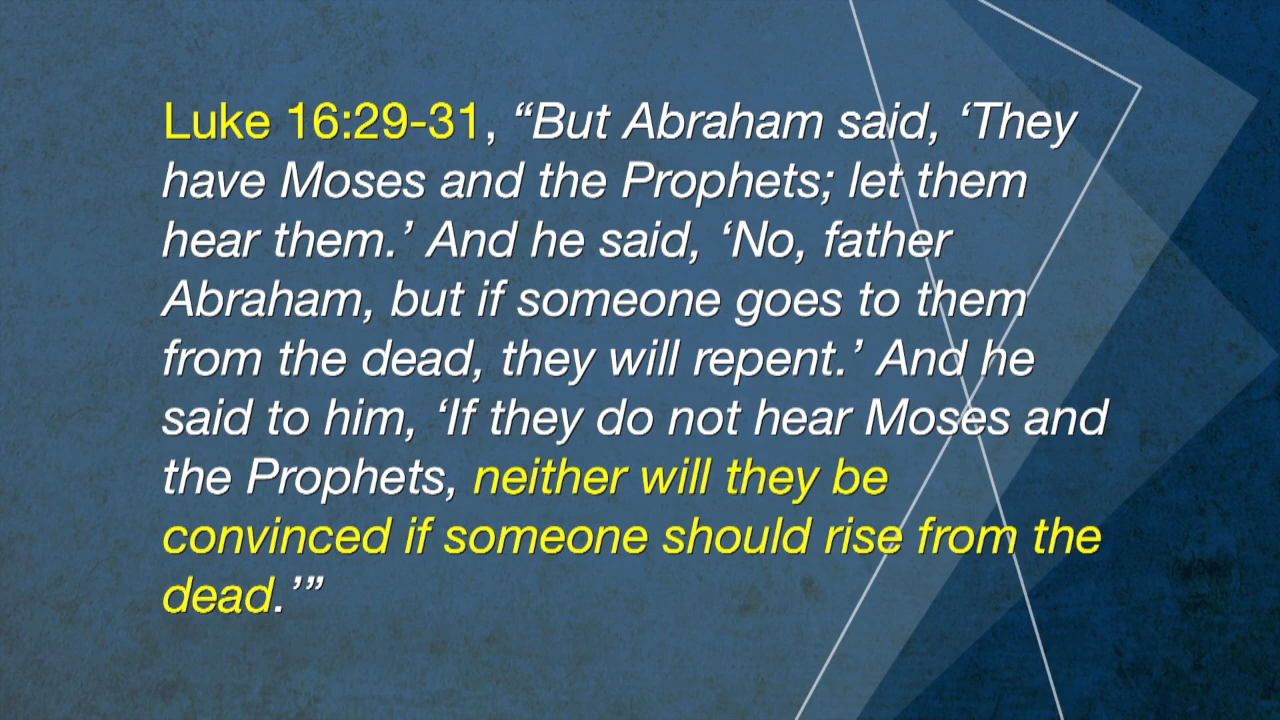 Luke 16:29-31, “But Abraham said, ‘They
have Moses and the Prophets; let them
hear them.’ And he said, ‘No, father
Abraham, but if someone goes to them
from the dead, they will repent.’ And he
said to him, ‘If they do not hear Moses and
the Prophets, neither will they be
convinced if someone should rise from the
dead.’”